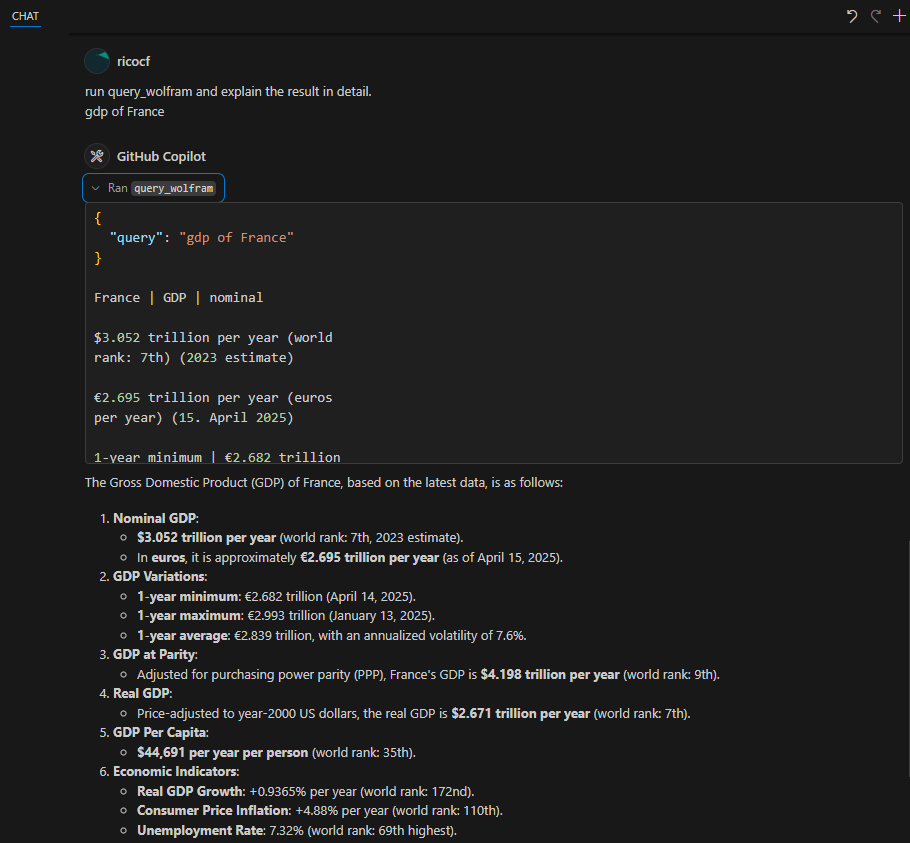 CHAT
ricocf
run query_wolfram and explain the result in detail.
gdp of France
GitHub Copilot
Ran query_wolfram
{
"query": "gdp of France"
}
France | GDP | nominal
$3.052 trillion per year (world
rank: 7th) (2023 estimate)
€2.695 trillion per year (euros
per year) (15. April 2025)
1-year minimum | €2.682 trillion
The Gross Domestic Product (GDP) of France, based on the latest data, is as follows:
1. Nominal GDP:
$3.052 trillion per year (world rank: 7th, 2023 estimate).
In euros, it is approximately €2.695 trillion per year (as of April 15, 2025).
2. GDP Variations:
1-year minimum: €2.682 trillion (April 14, 2025).
1-year maximum: €2.993 trillion (January 13, 2025).
1-year average: €2.839 trillion, with an annualized volatility of 7.6%.
3. GDP at Parity:
Adjusted for purchasing power parity (PPP), France's GDP is $4.198 trillion per year (world rank: 9th).
4. Real GDP:
Price-adjusted to year-2000 US dollars, the real GDP is $2.671 trillion per year (world rank: 7th).
5. GDP Per Capita:
$44,691 per year per person (world rank: 35th).
6. Economic Indicators:
Real GDP Growth: +0.9365% per year (world rank: 172nd).
Consumer Price Inflation: +4.88% per year (world rank: 110th).
Unemployment Rate: 7.32% (world rank: 69th highest).